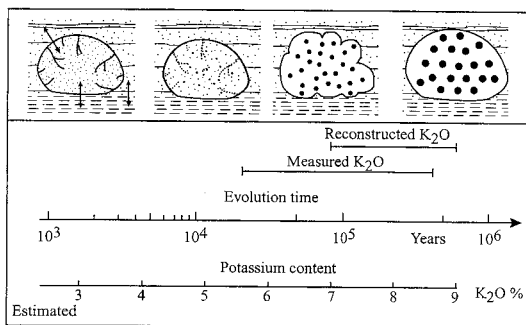 Reconstructed K₂O
Measured K₂O
Evolution time
10³ 10⁴ 10⁵ Years 10⁶
Potassium content
3 4 5 6 7 8 9 K₂O %
Estimated